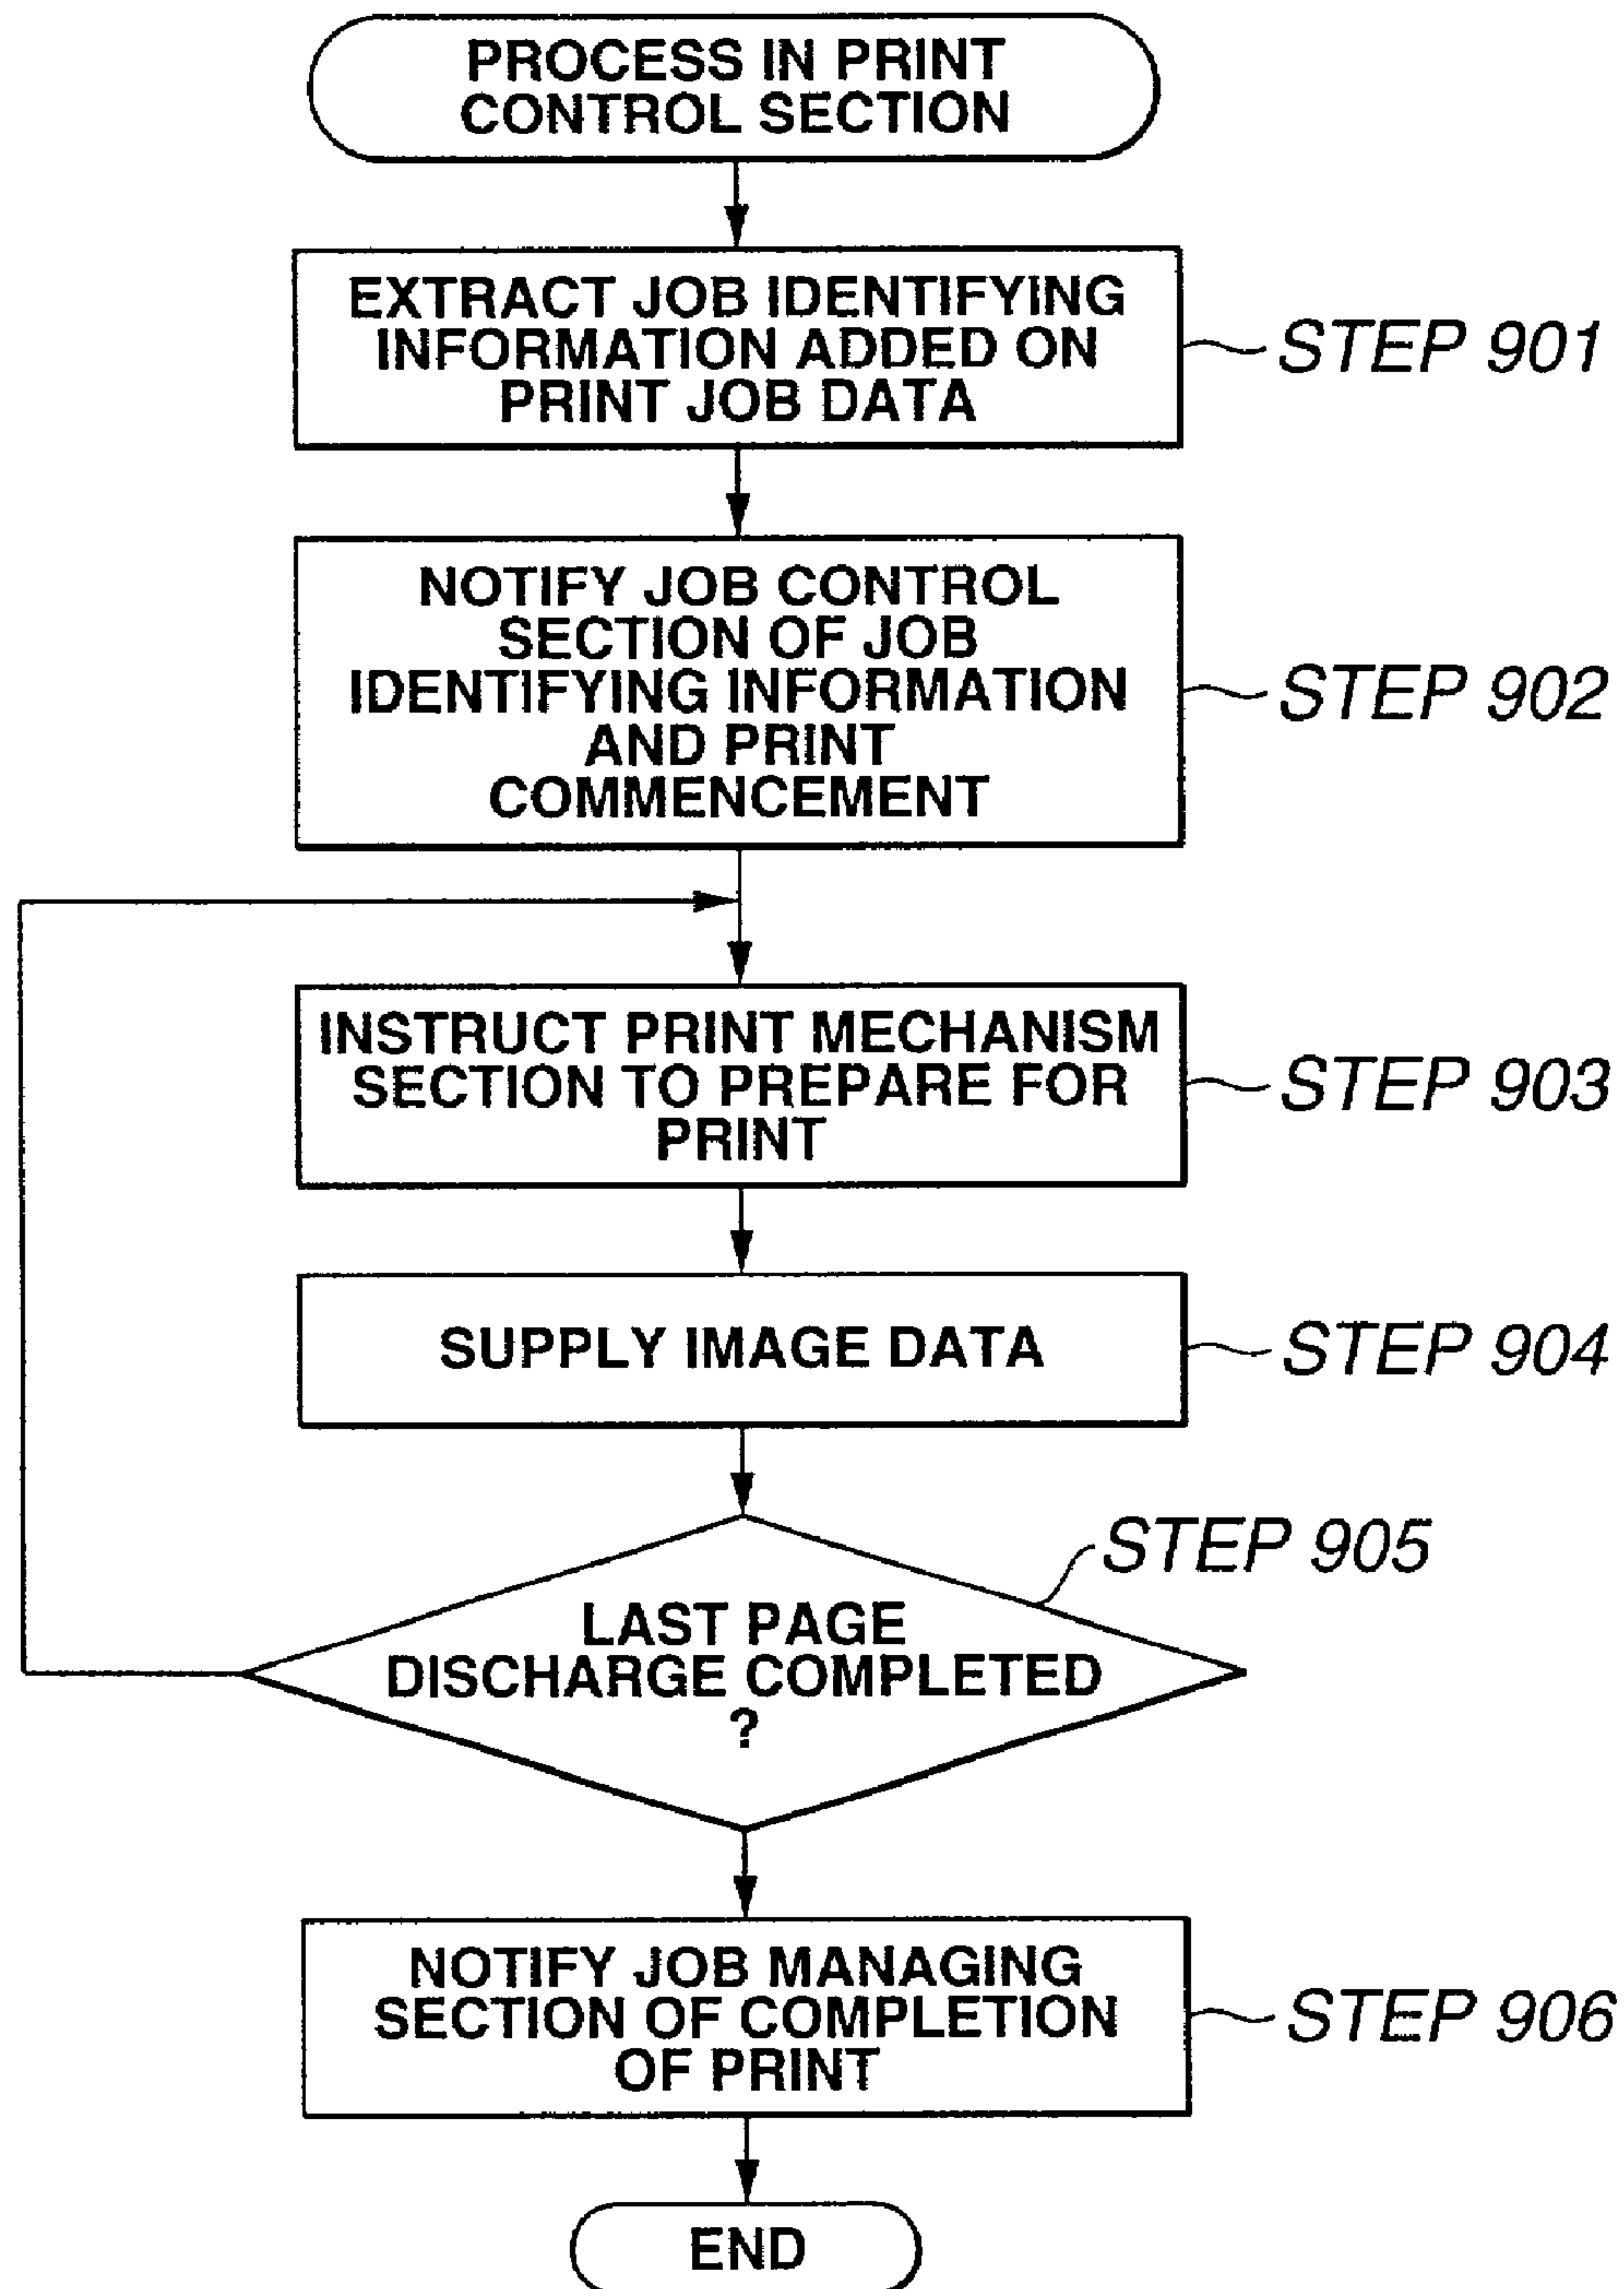 PROCESS IN PRINT
CONTROL SECTION
EXTRACT JOB IDENTIFYING
INFORMATION ADDED ON
PRINT JOB DATA
STEP 901
NOTIFY JOB CONTROL
SECTION OF JOB
IDENTIFYING INFORMATION
AND PRINT
COMMENCEMENT
STEP 902
INSTRUCT PRINT MECHANISM
SECTION TO PREPARE FOR
PRINT
STEP 903
SUPPLY IMAGE DATA
STEP 904
STEP 905
LAST PAGE
DISCHARGE COMPLETED
?
NOTIFY JOB MANAGING
SECTION OF COMPLETION
OF PRINT
STEP 906
END